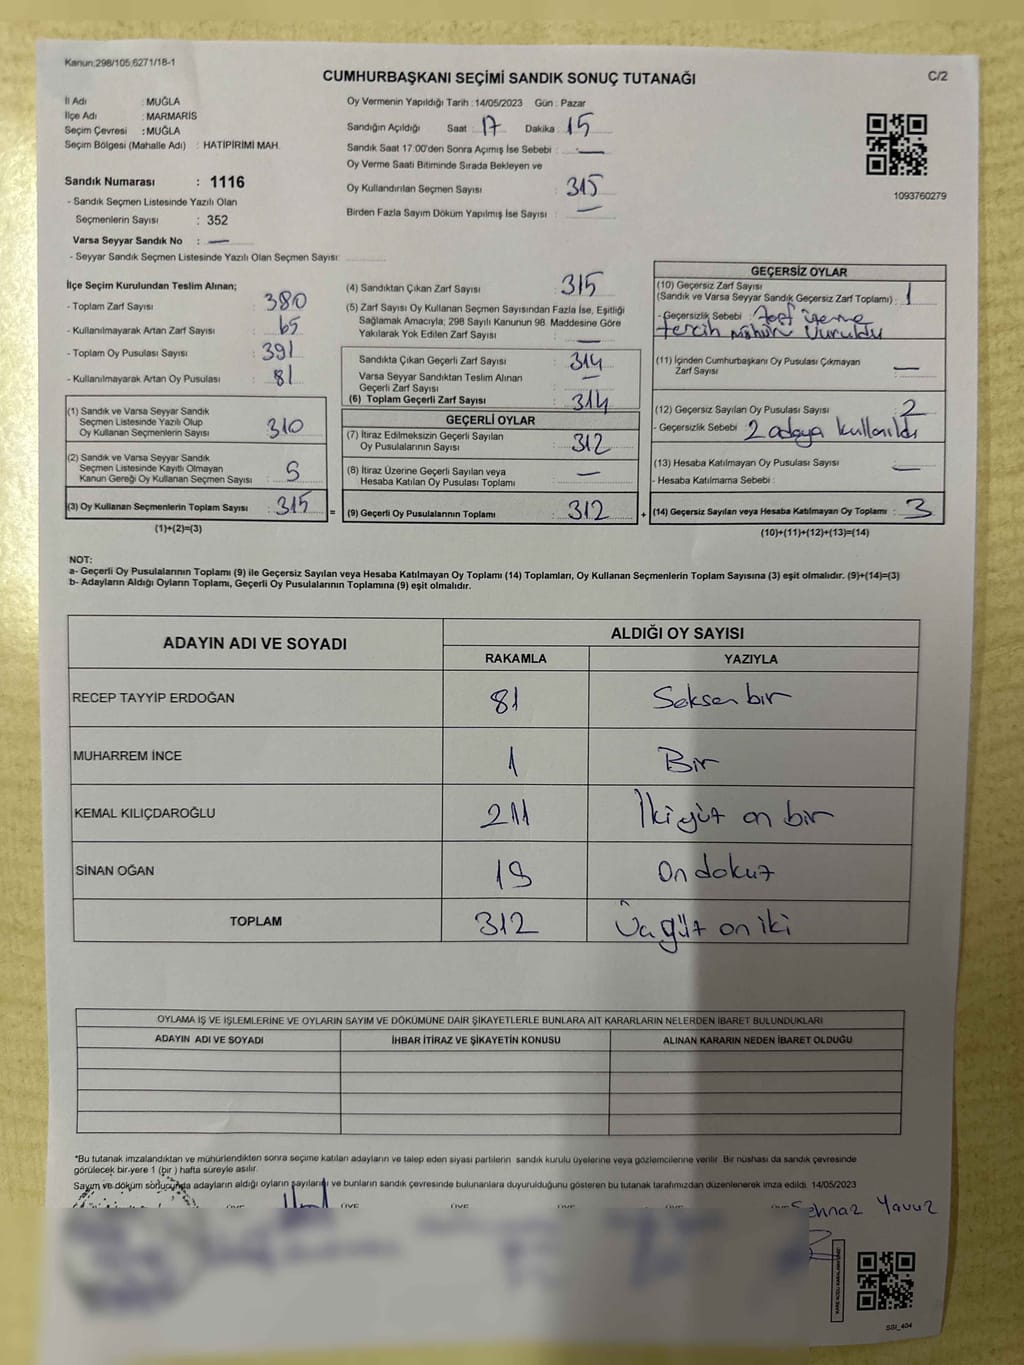 Kanun;298/105,6271/18-1
CUMHURBAŞKANI SEÇİMİ SANDIK SONUÇ TUTANAĞI
C/2
İl Adı : MUĞLA
İlçe Adı : MARMARİS
Seçim Çevresi : MUĞLA
Seçim Bölgesi (Mahalle Adı) : HATİPİRİMİ MAH.
Sandık Numarası : 1116
- Sandık Seçmen Listesinde Yazılı Olan
Seçmenlerin Sayısı : 352
Varsa Seyyar Sandık No : —
- Seyyar Sandık Seçmen Listesinde Yazılı Olan Seçmen Sayısı:
Oy Vermenin Yapıldığı Tarih : 14/05/2023 Gün : Pazar
Sandığın Açıldığı Saat : 17 Dakika : 15
Sandık Saat 17:00'den Sonra Açımış İse Sebebi : —
Oy Verme Saati Bitiminde Sırada Bekleyen ve
Oy Kullandırılan Seçmen Sayısı : 315
Birden Fazla Sayım Döküm Yapılmış İse Sayısı : —
1093760279
İlçe Seçim Kurulundan Teslim Alınan;
- Toplam Zarf Sayısı : 380
- Kullanılmayarak Artan Zarf Sayısı : 65
- Toplam Oy Pusulası Sayısı : 391
- Kullanılmayarak Artan Oy Pusulası : 81
(1) Sandık ve Varsa Seyyar Sandık
Seçmen Listesinde Yazılı Olup
Oy Kullanan Seçmenlerin Sayısı : 310
(2) Sandık ve Varsa Seyyar Sandık
Seçmen Listesinde Kayıtlı Olmayan
Kanun Gereği Oy Kullanan Seçmen Sayısı : 5
(3) Oy Kullanan Seçmenlerin Toplam Sayısı : 315 =
(1)+(2)=(3)
(4) Sandıktan Çıkan Zarf Sayısı : 315
(5) Zarf Sayısı Oy Kullanan Seçmen Sayısından Fazla İse, Eşitliği
Sağlamak Amacıyla; 298 Sayılı Kanunun 98. Maddesine Göre
Yakılarak Yok Edilen Zarf Sayısı : —
Sandıkta Çıkan Geçerli Zarf Sayısı : 314
Varsa Seyyar Sandıktan Teslim Alınan
Geçerli Zarf Sayısı : —
(6) Toplam Geçerli Zarf Sayısı : 314
GEÇERLİ OYLAR
(7) İtiraz Edilmeksizin Geçerli Sayılan
Oy Pusulası Sayısı : 312
(8) İtiraz Üzerine Geçerli Sayılan veya
Hesaba Katılan Oy Pusulası Toplamı : —
(9) Geçerli Oy Pusulalarının Toplamı : 312 +
GEÇERSİZ OYLAR
(10) Geçersiz Zarf Sayısı
(Sandık ve Varsa Seyyar Sandık Geçersiz Zarf Toplamı) : 1
- Geçersizlik Sebebi : Zarf üzerine
tercih mührü vuruldu
(11) İçinden Cumhurbaşkanı Oy Pusulası Çıkmayan
Zarf Sayısı : —
(12) Geçersiz Sayılan Oy Pusulası Sayısı : 2
- Geçersizlik Sebebi : 2 adaya kullanıldı
(13) Hesaba Katılmayan Oy Pusulası Sayısı : —
- Hesaba Katılmama Sebebi :
(14) Geçersiz Sayılan veya Hesaba Katılmayan Oy Toplamı : 3
(10)+(11)+(12)+(13)=(14)
NOT:
a- Geçerli Oy Pusulalarının Toplamı (9) ile Geçersiz Sayılan veya Hesaba Katılmayan Oy Toplamı (14) Toplamları, Oy Kullanan Seçmenlerin Toplam Sayısına (3) eşit olmalıdır. (9)+(14)=(3)
b- Adayların Aldığı Oyların Toplamı, Geçerli Oy Pusulalarının Toplamına (9) eşit olmalıdır.
ADAYIN ADI VE SOYADI
ALDIĞI OY SAYISI
RAKAMLA YAZIYLA
RECEP TAYYİP ERDOĞAN 81 Seksen bir
MUHARREM İNCE 1 Bir
KEMAL KILIÇDAROĞLU 211 İki yüz on bir
SİNAN OĞAN 19 On dokuz
TOPLAM 312 Üç yüz on iki
OYLAMA İŞ VE İŞLEMLERİNE VE OYLARIN SAYIM VE DÖKÜMÜNE DAİR ŞİKAYETLERLE BUNLARA AİT KARARLARIN NELERDEN İBARET BULUNDUKLARI
ADAYIN ADI VE SOYADI İHBAR İTİRAZ VE ŞİKAYETİN KONUSU ALINAN KARARIN NEDEN İBARET OLDUĞU
*Bu tutanak imzalandıktan ve mühürlendikten sonra seçime katılan adayların ve talep eden siyasi partilerin sandık kurulu üyelerine veya gözlemcilerine verilir. Bir nüshası da sandık çevresinde
görülecek bir yere 1 (bir ) hafta süreyle asılır.
Sayım ve döküm sonucunda adayların aldığı oyların sayıları ve bunların sandık çevresinde bulunanlara duyurulduğunu gösteren bu tutanak tarafımızdan düzenlenerek imza edildi. 14/05/2023
ÜYE ÜYE ÜYE ÜYE
Şehnaz Yavuz
SSI_404